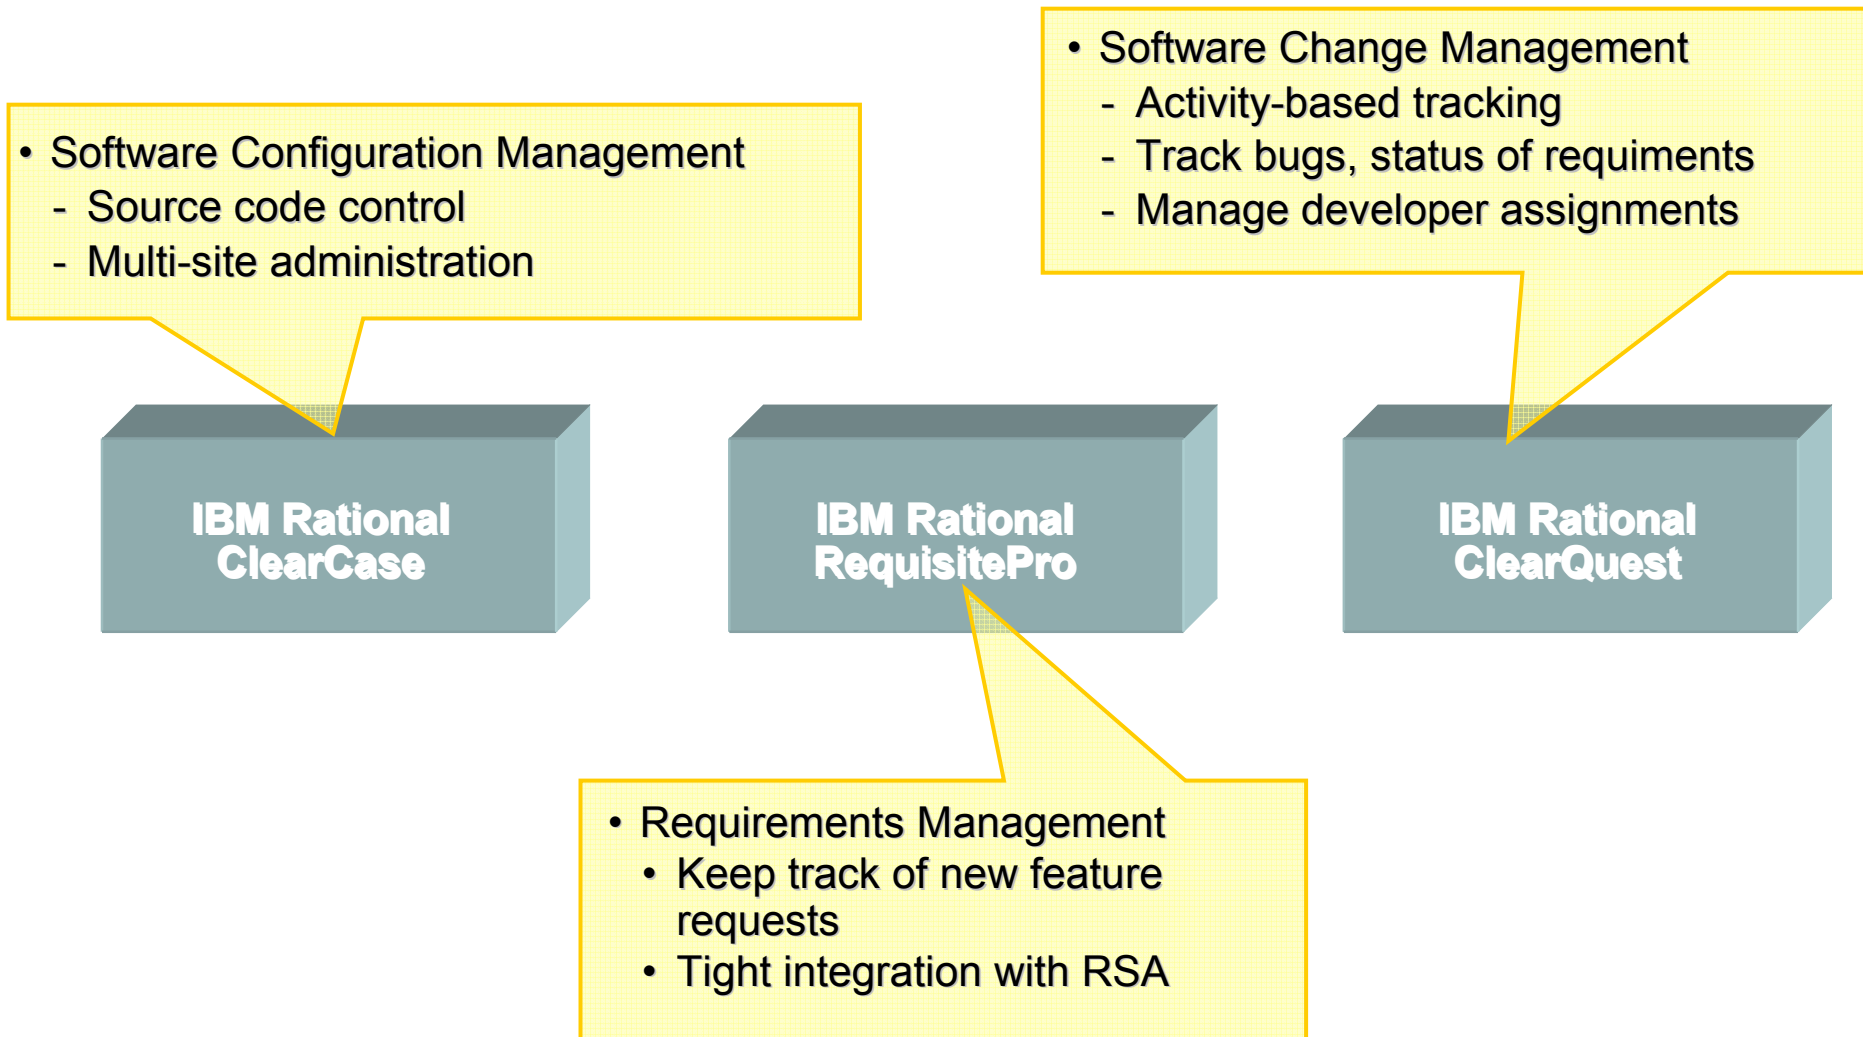 • Software Configuration Management
- Source code control
- Multi-site administration
• Software Change Management
- Activity-based tracking
- Track bugs, status of requiments
- Manage developer assignments
IBM Rational
ClearCase
IBM Rational
RequisitePro
IBM Rational
ClearQuest
• Requirements Management
• Keep track of new feature
requests
• Tight integration with RSA